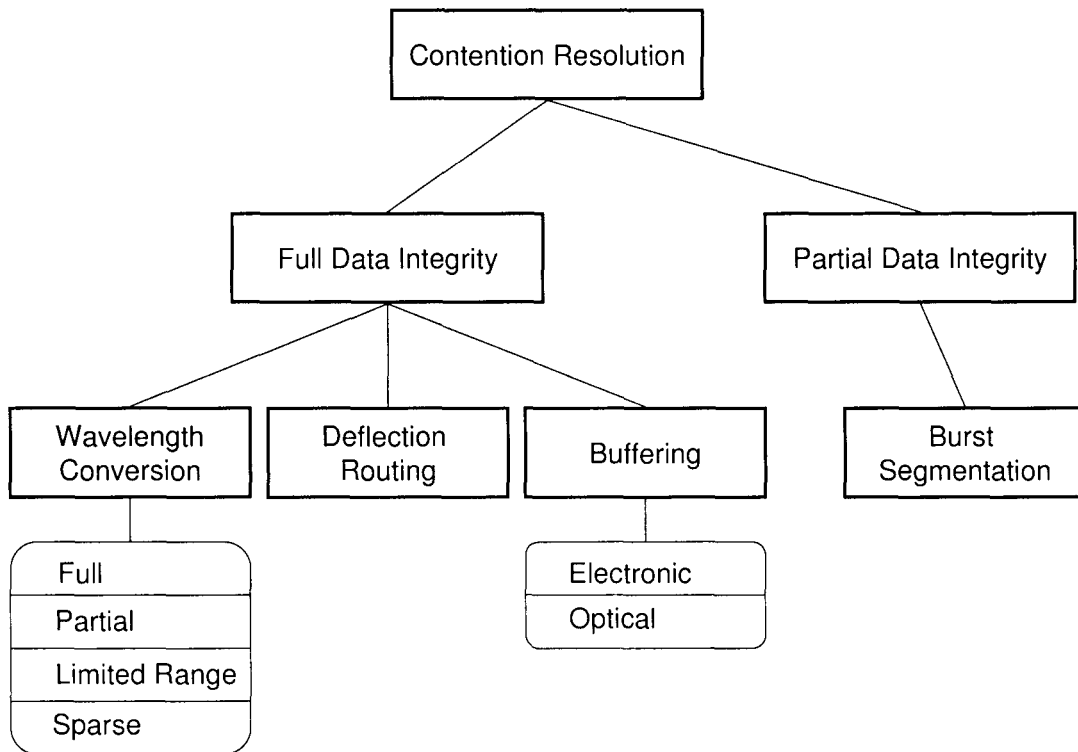 Contention Resolution
Full Data Integrity
Partial Data Integrity
Wavelength
Conversion
Deflection
Routing
Buffering
Burst
Segmentation
Full
Partial
Limited Range
Sparse
Electronic
Optical